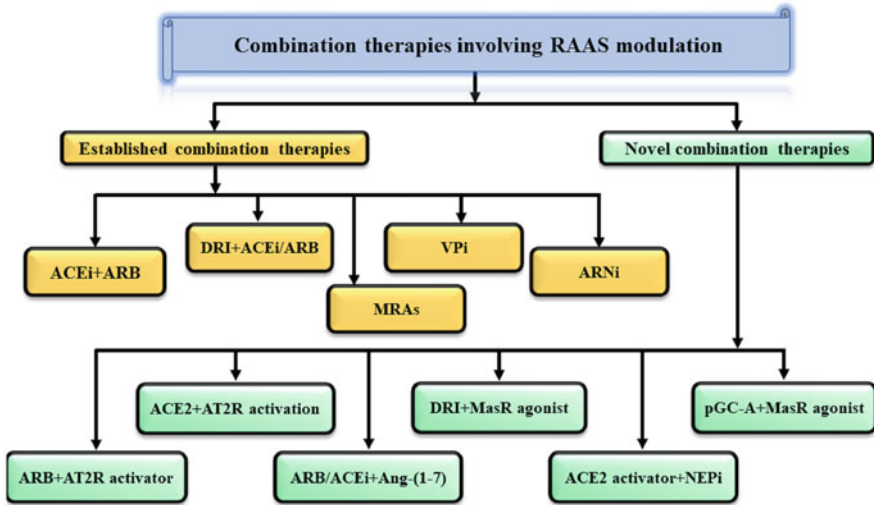 Combination therapies involving RAAS modulation
Established combination therapies
Novel combination therapies
ACEi+ARB
DRI+ACEi/ARB
MRAs
VPi
ARNi
ARB+AT2R activator
ACE2+AT2R activation
ARB/ACEi+Ang-(1-7)
DRI+MasR agonist
ACE2 activator+NEPi
pGC-A+MasR agonist